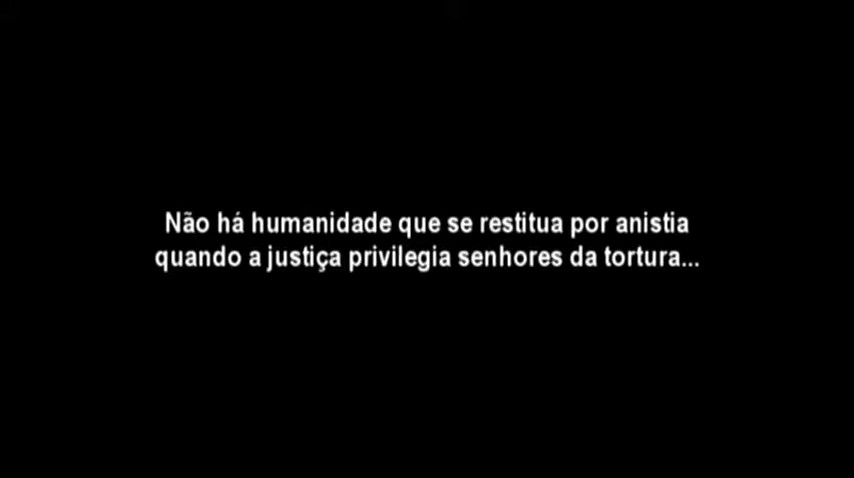 Não há humanidade que se restitua por anistia
quando a justiça privilegia senhores da tortura...